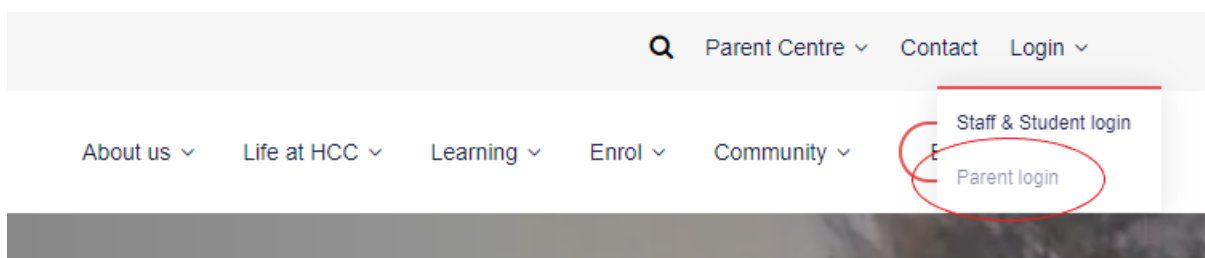 Parent Centre Contact Login
Staff & Student login
About us Life at HCC Learning Enrol Community
Parent login